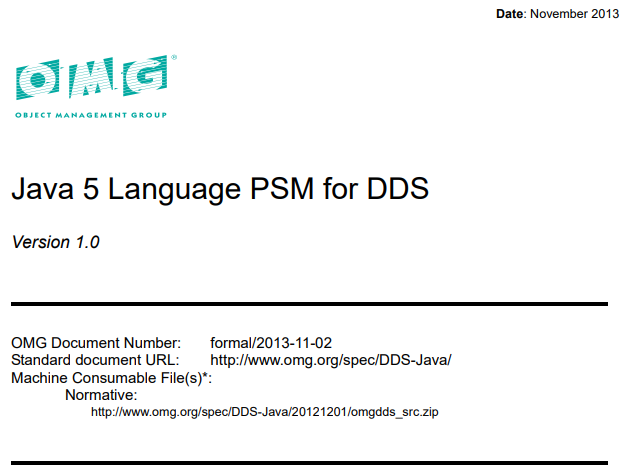 Date: November 2013
OMG®
OBJECT MANAGEMENT GROUP
Java 5 Language PSM for DDS
Version 1.0
OMG Document Number: formal/2013-11-02
Standard document URL: http://www.omg.org/spec/DDS-Java/
Machine Consumable File(s)*:
Normative:
http://www.omg.org/spec/DDS-Java/20121201/omgdds_src.zip